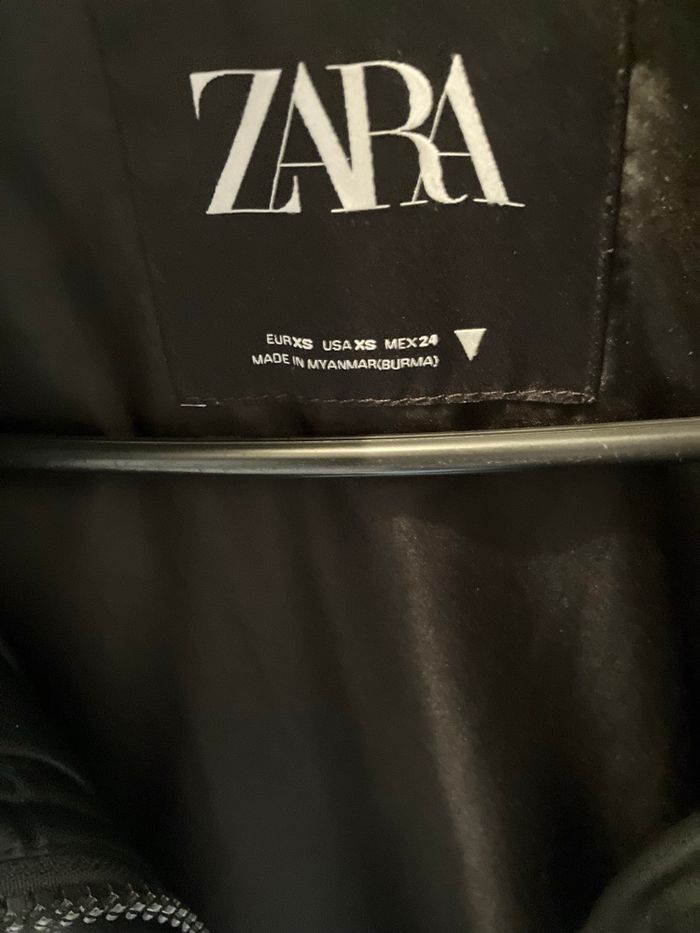 ZARA
EUR XS USA XS MEX 24
MADE IN MYANMAR(BURMA)